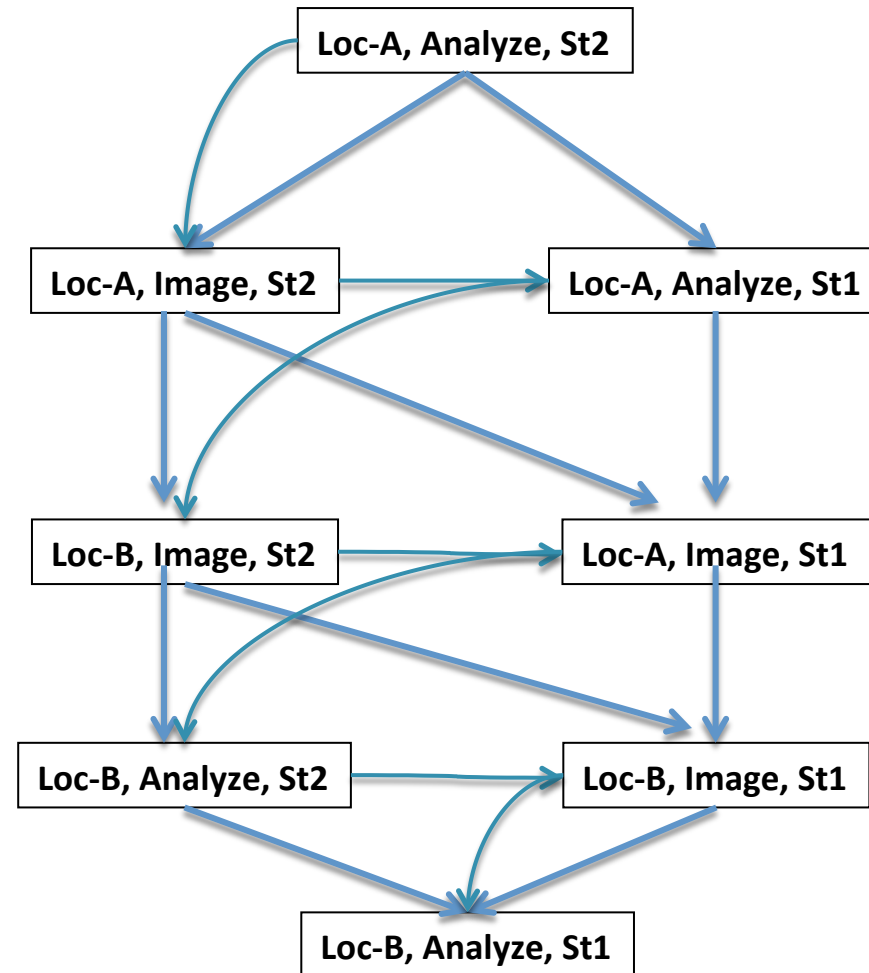 Loc-A, Analyze, St2
Loc-A, Image, St2
Loc-A, Analyze, St1
Loc-B, Image, St2
Loc-A, Image, St1
Loc-B, Analyze, St2
Loc-B, Image, St1
Loc-B, Analyze, St1